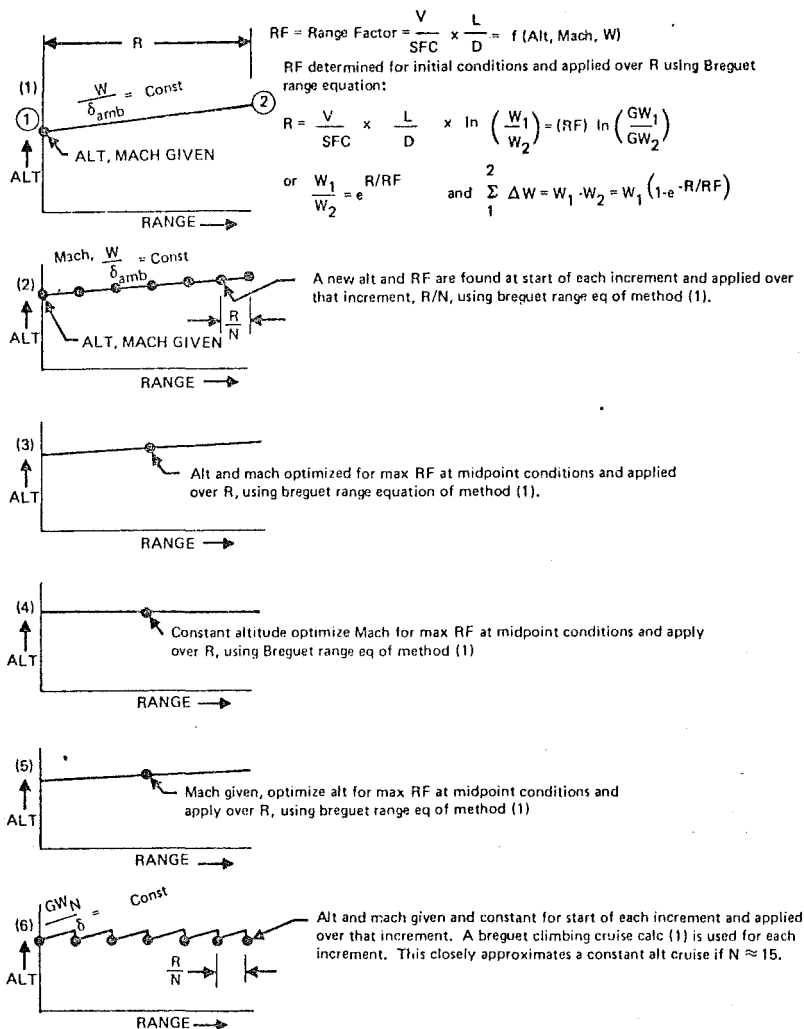 R
RF = Range Factor = V/SFC x L/D = f (Alt, Mach, W)
RF determined for initial conditions and applied over R using Breguet
range equation:
(1)
W/δamb = Const
1
2
ALT, MACH GIVEN
ALT
RANGE
R = V/SFC x L/D x ln (W1/W2) = (RF) ln (GW1/GW2)
or W1/W2 = e^R/RF and 2 Σ 1 ΔW = W1 - W2 = W1 (1-e^-R/RF)
(2)
Mach, W/δamb = Const
A new alt and RF are found at start of each increment and applied over
that increment, R/N, using breguet range eq of method (1).
R/N
ALT, MACH GIVEN
ALT
RANGE
(3)
Alt and mach optimized for max RF at midpoint conditions and applied
over R, using breguet range equation of method (1).
ALT
RANGE
(4)
Constant altitude optimize Mach for max RF at midpoint conditions and apply
over R, using Breguet range eq of method (1)
ALT
RANGE
(5)
Mach given, optimize alt for max RF at midpoint conditions and
apply over R, using breguet range eq of method (1)
ALT
RANGE
(6)
GWN/δ = Const
Alt and mach given and constant for start of each increment and applied
over that increment. A breguet climbing cruise calc (1) is used for each
increment. This closely approximates a constant alt cruise if N ≈ 15.
R/N
ALT
RANGE